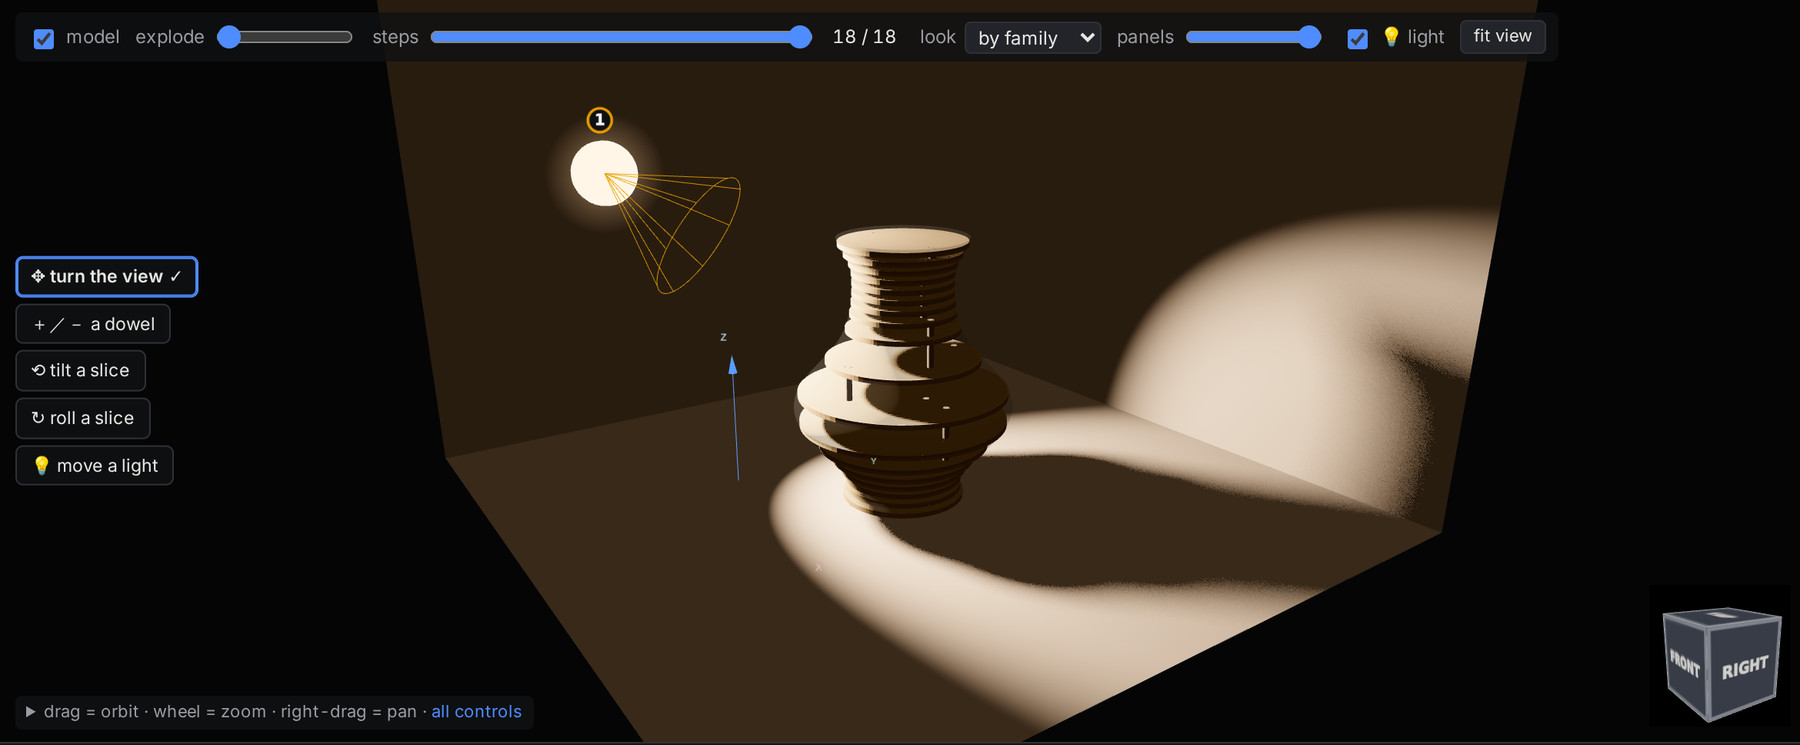 model explode steps 18 / 18 look by family panels 💡 light fit view
1
Z
✥ turn the view ✓
+ ／ − a dowel
⟲ tilt a slice
↻ roll a slice
💡 move a light
Y
X
FRONT RIGHT
▶ drag = orbit · wheel = zoom · right-drag = pan · all controls